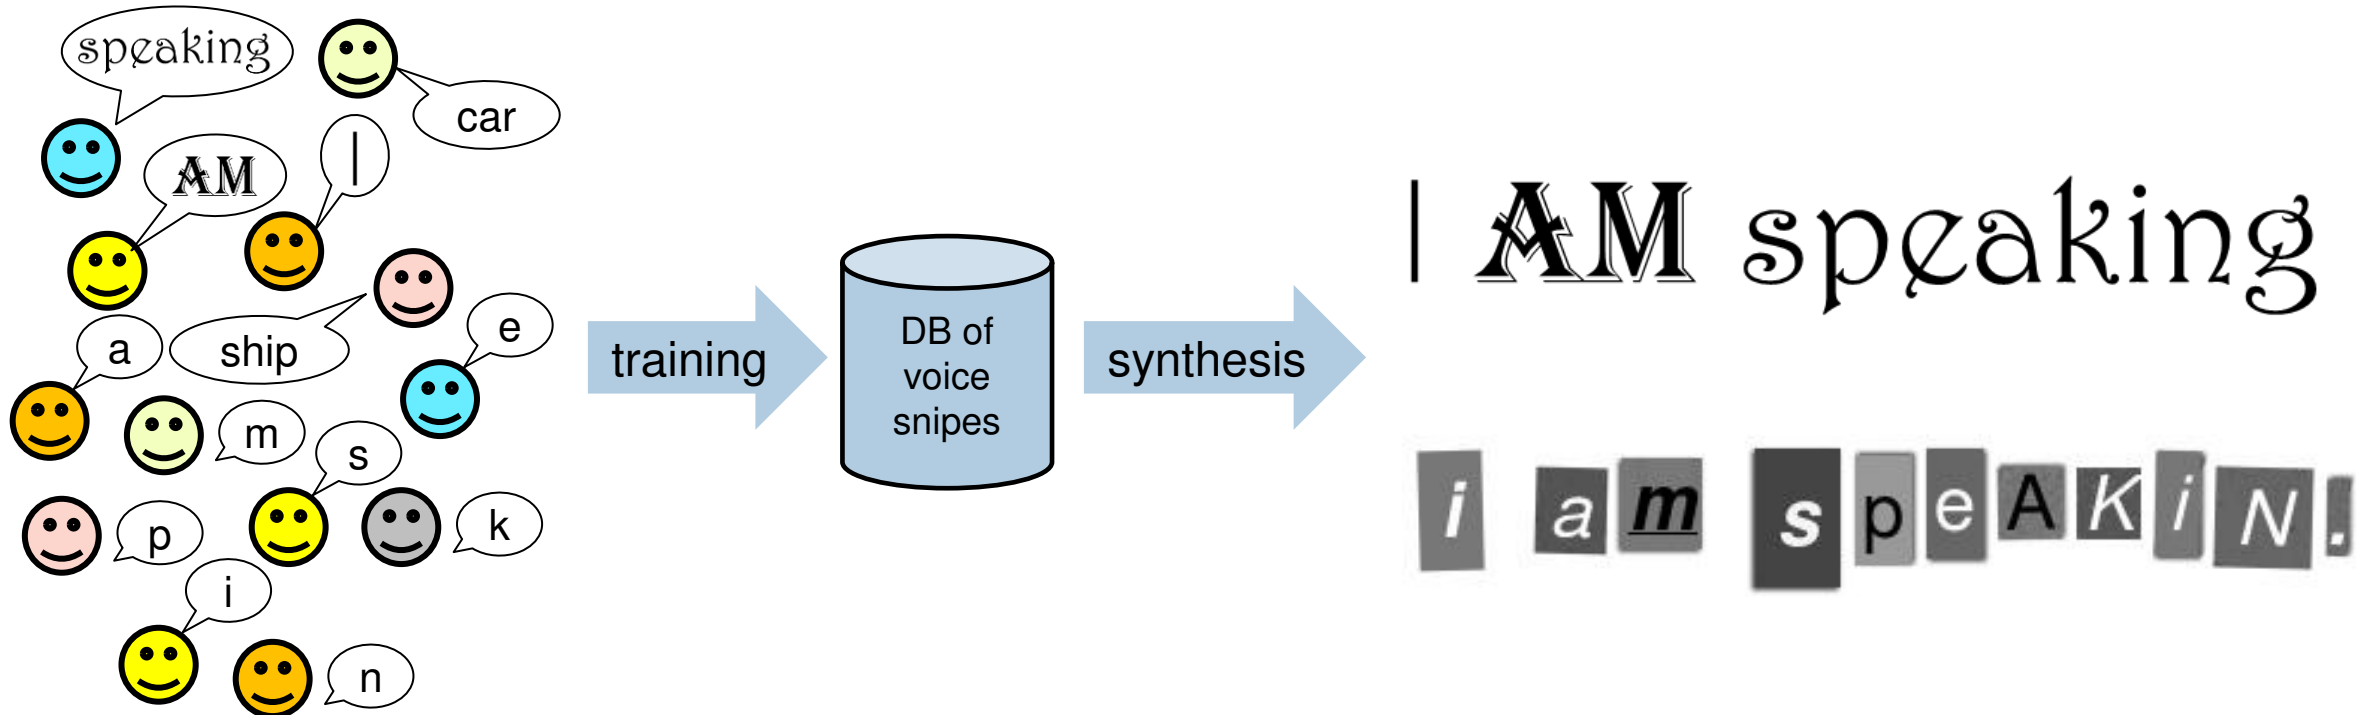 speaking
car
AM
I
ship
e
a
m
s
p
k
i
n
training
DB of
voice
snipes
synthesis
I AM speaking
i am speAKiN.